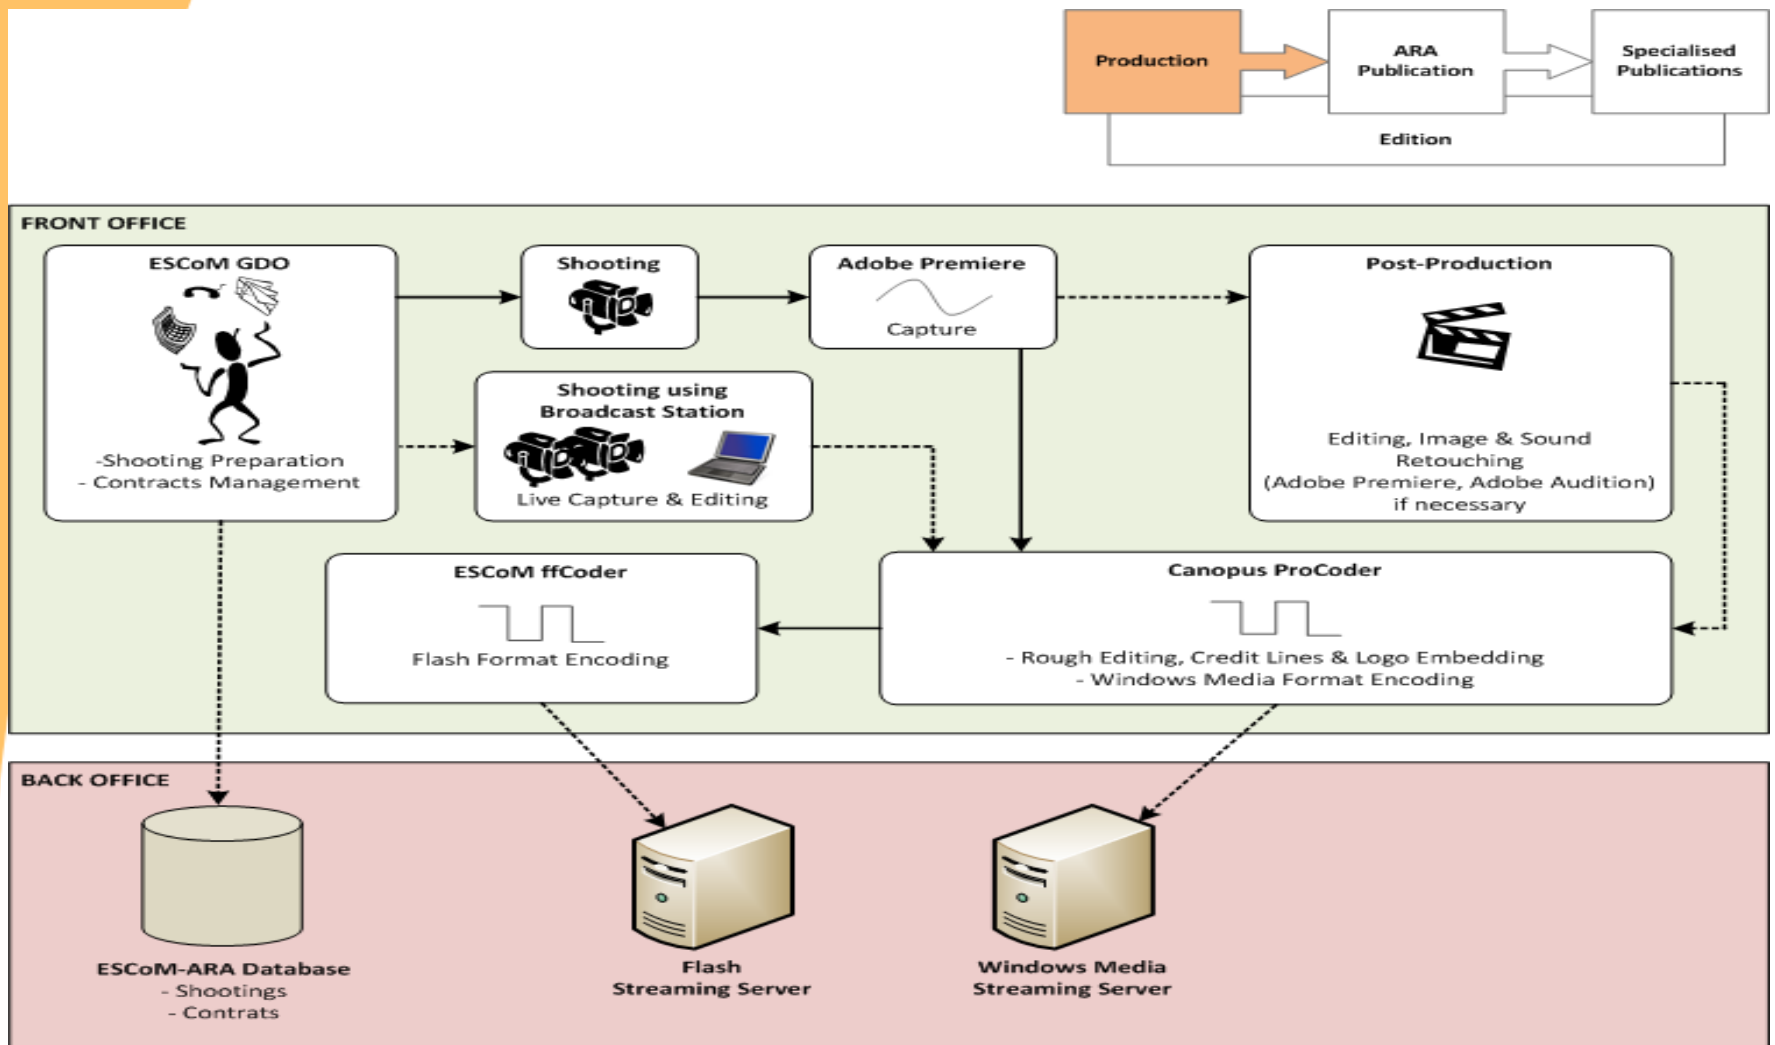 Production
ARA
Publication
Specialised
Publications
Edition
FRONT OFFICE
ESCoM GDO
-Shooting Preparation
- Contracts Management
Shooting
Adobe Premiere
Capture
Post-Production
Editing, Image & Sound
Retouching
(Adobe Premiere, Adobe Audition)
if necessary
Shooting using
Broadcast Station
Live Capture & Editing
ESCoM ffCoder
Flash Format Encoding
Canopus ProCoder
- Rough Editing, Credit Lines & Logo Embedding
- Windows Media Format Encoding
BACK OFFICE
ESCoM-ARA Database
- Shootings
- Contrats
Flash
Streaming Server
Windows Media
Streaming Server